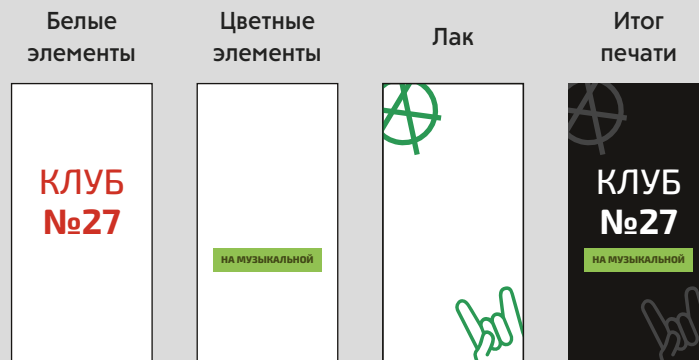 Белые
элементы
Цветные
элементы
Лак
Итог
печати
КЛУБ
№27
НА МУЗЫКАЛЬНОЙ
КЛУБ
№27
НА МУЗЫКАЛЬНОЙ